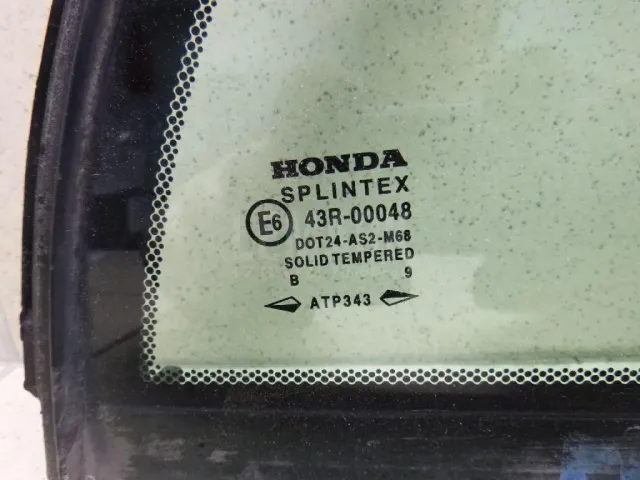 HONDA
SPLINTEX
E6 43R-00048
DOT24-AS2-M68
SOLID TEMPERED
B 9
ATP343